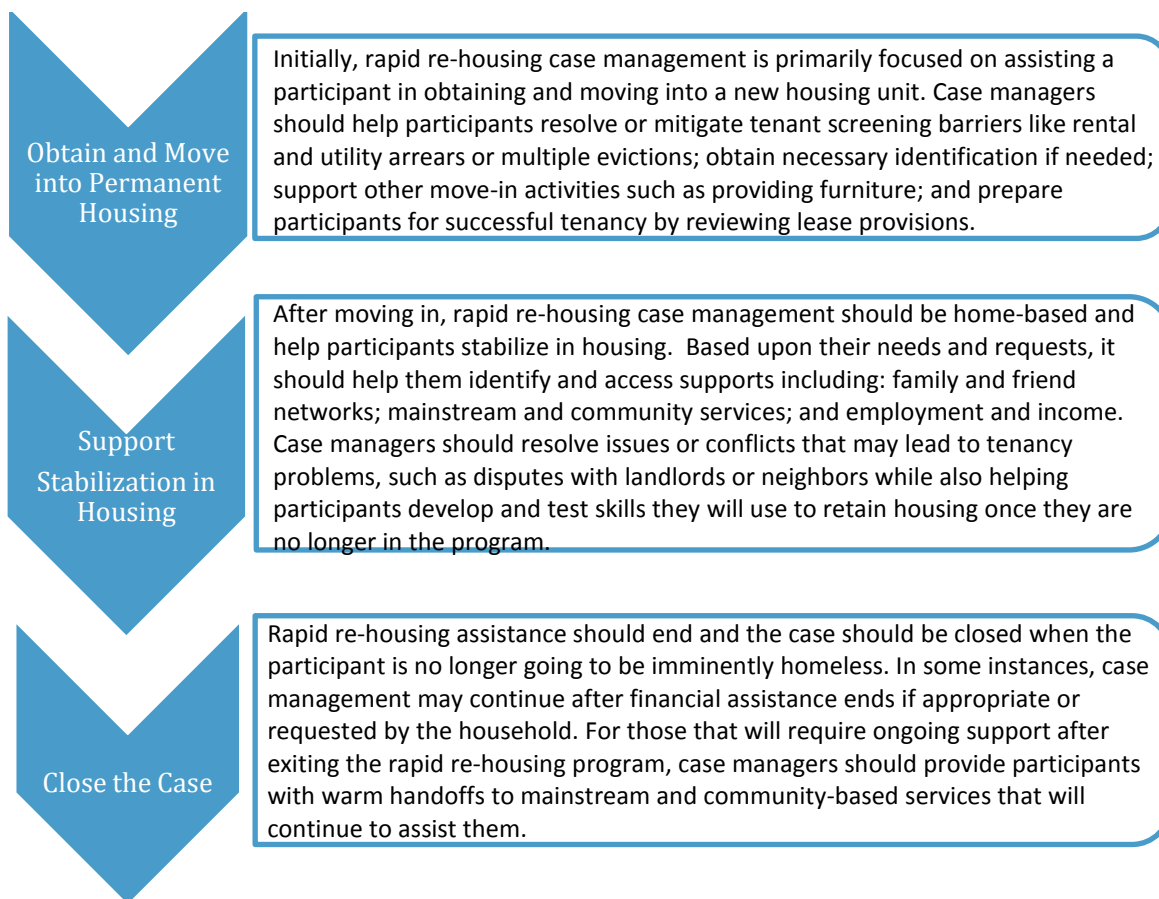 Obtain and Move
into Permanent
Housing
Initially, rapid re-housing case management is primarily focused on assisting a
participant in obtaining and moving into a new housing unit. Case managers
should help participants resolve or mitigate tenant screening barriers like rental
and utility arrears or multiple evictions; obtain necessary identification if needed;
support other move-in activities such as providing furniture; and prepare
participants for successful tenancy by reviewing lease provisions.
Support
Stabilization in
Housing
After moving in, rapid re-housing case management should be home-based and
help participants stabilize in housing.  Based upon their needs and requests, it
should help them identify and access supports including: family and friend
networks; mainstream and community services; and employment and income.
Case managers should resolve issues or conflicts that may lead to tenancy
problems, such as disputes with landlords or neighbors while also helping
participants develop and test skills they will use to retain housing once they are
no longer in the program.
Close the Case
Rapid re-housing assistance should end and the case should be closed when the
participant is no longer going to be imminently homeless. In some instances, case
management may continue after financial assistance ends if appropriate or
requested by the household. For those that will require ongoing support after
exiting the rapid re-housing program, case managers should provide participants
with warm handoffs to mainstream and community-based services that will
continue to assist them.